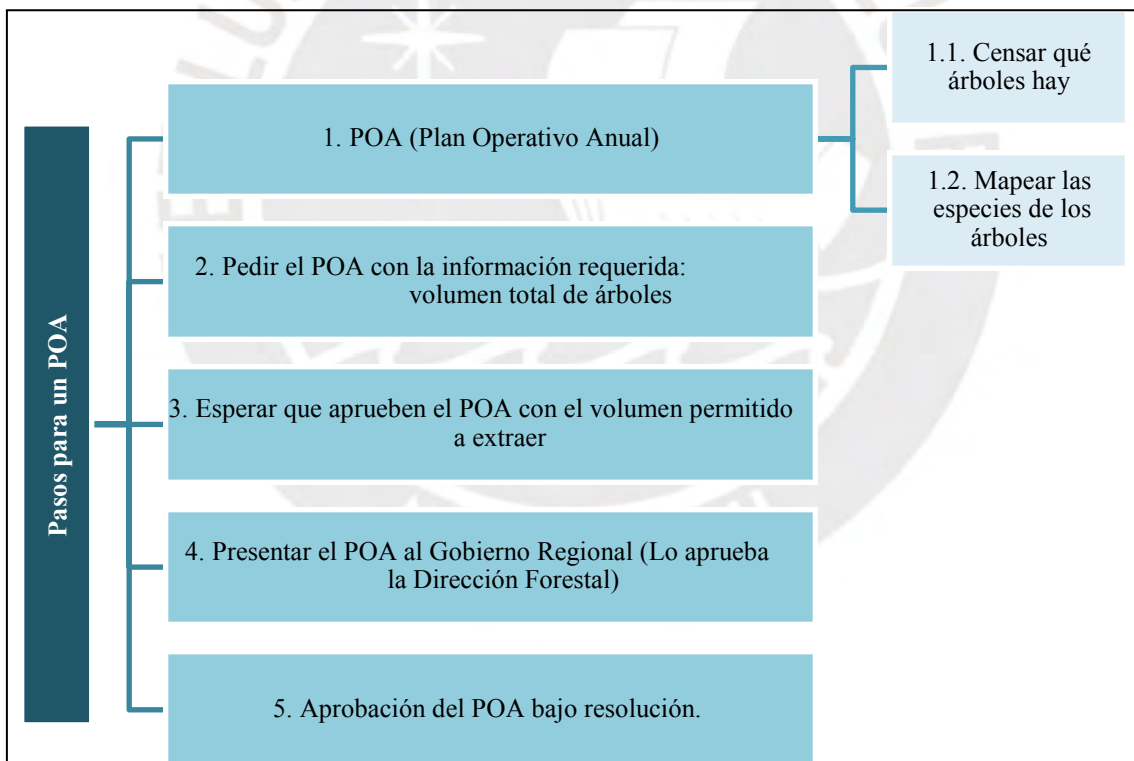 Pasos para un POA
1. POA (Plan Operativo Anual)
1.1. Censar qué
árboles hay
1.2. Mapear las
especies de los
árboles
2. Pedir el POA con la información requerida:
volumen total de árboles
3. Esperar que aprueben el POA con el volumen permitido
a extraer
4. Presentar el POA al Gobierno Regional (Lo aprueba
la Dirección Forestal)
5. Aprobación del POA bajo resolución.